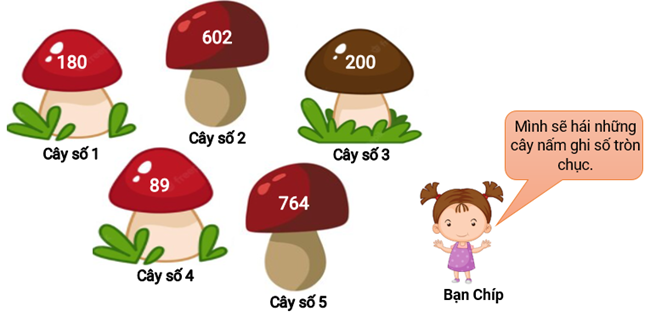 180
602
200
Cây số 1
Cây số 2
Cây số 3
Mình sẽ hái những
cây nấm ghi số tròn
chục.
89
764
Cây số 4
Cây số 5
Bạn Chíp